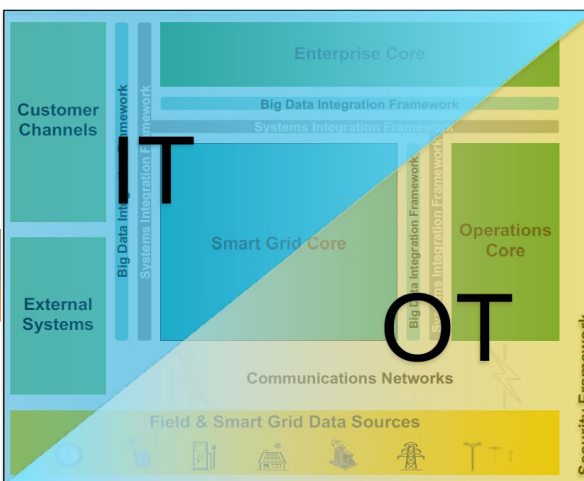 Enterprise Core
Customer
Channels
Big Data Integration Framework
Systems Integration Framework
Big Data Integration Framework
Systems Integration Framework
IT
Smart Grid Core
Big Data Integration Framework
Systems Integration Framework
Operations
Core
External
Systems
OT
Communications Networks
Field & Smart Grid Data Sources
Security Framework